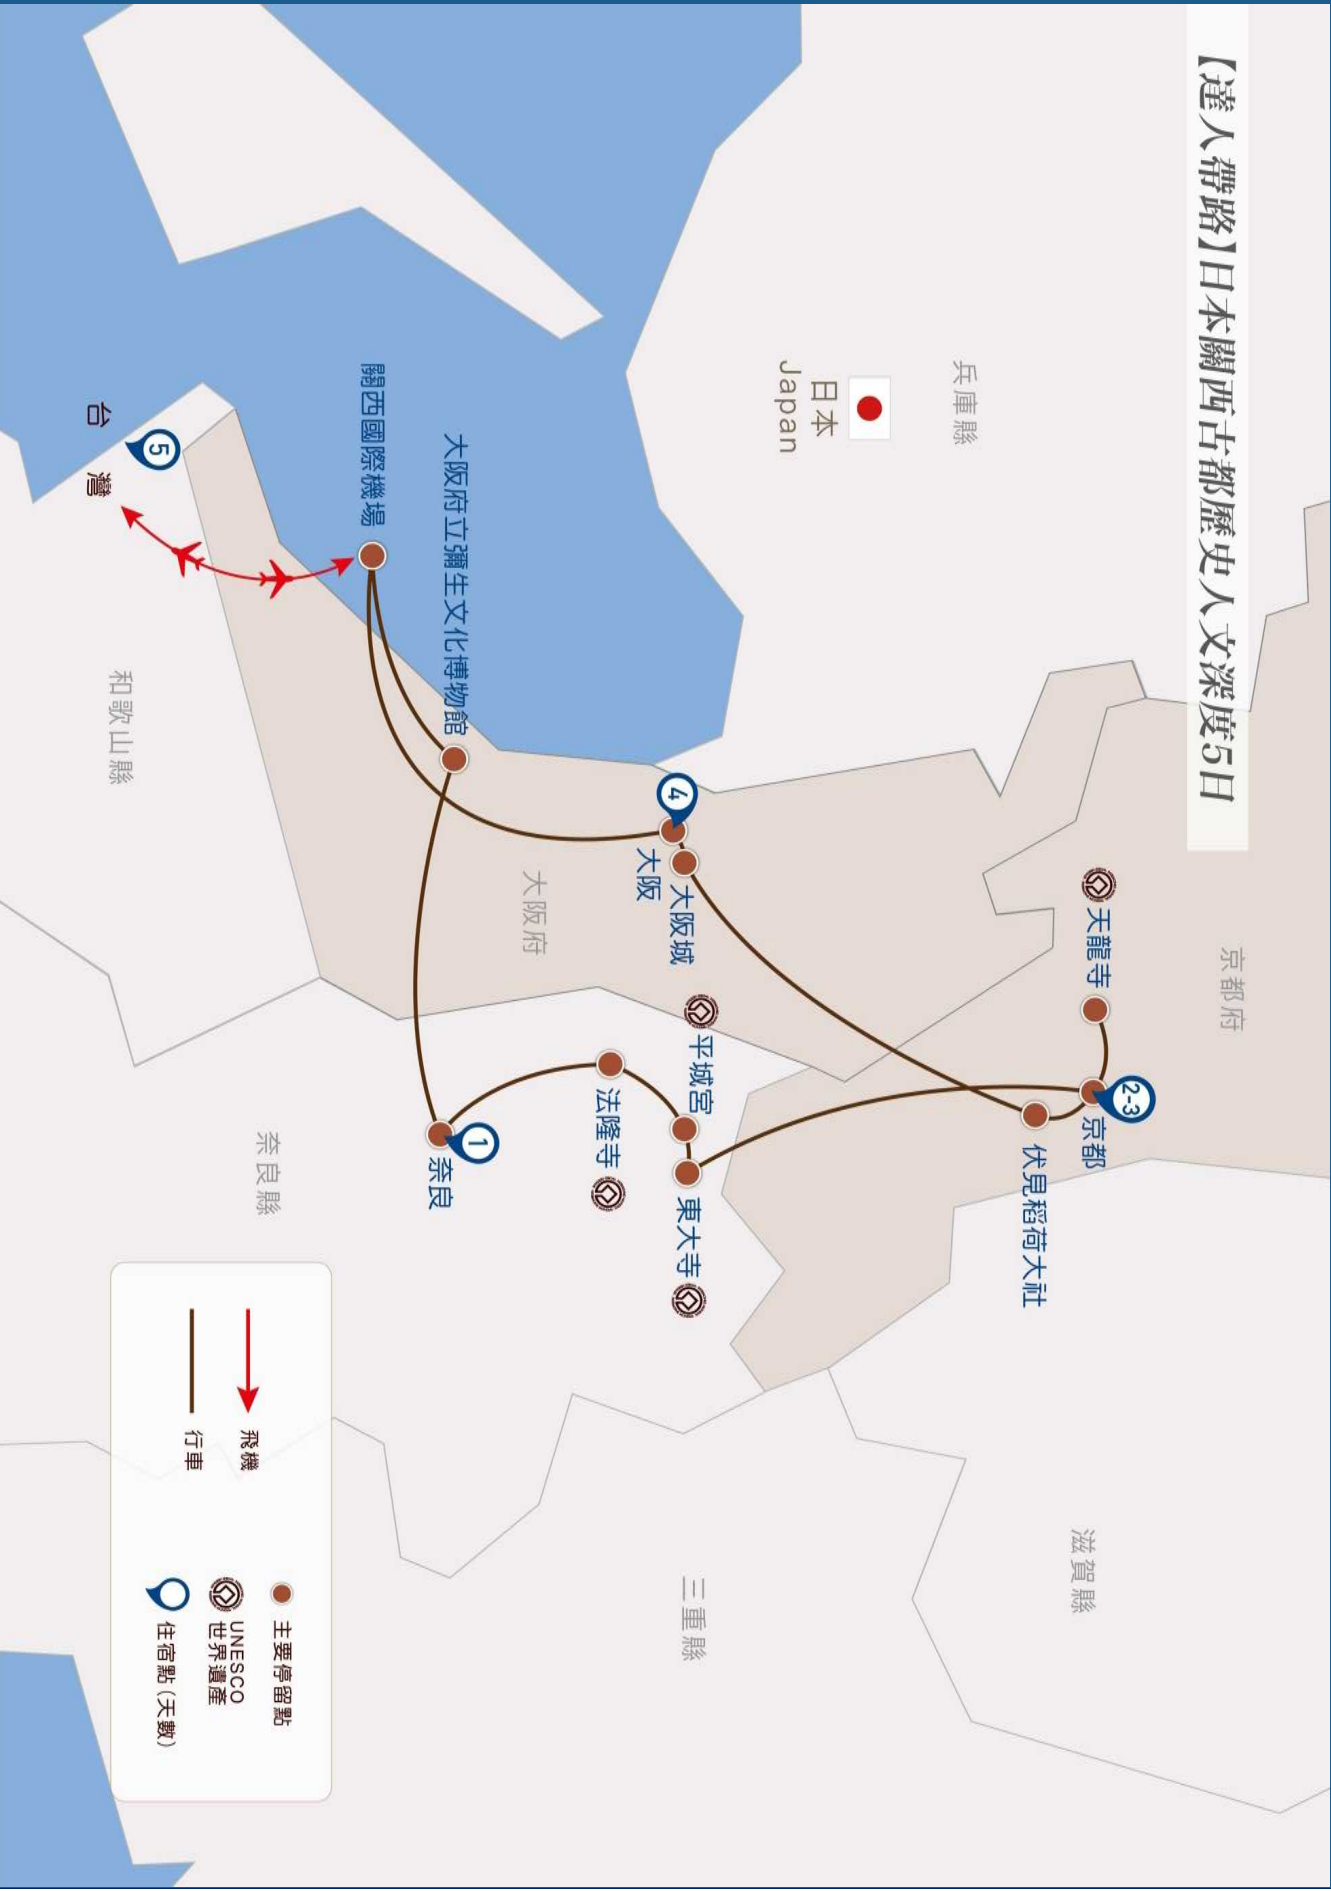 【達人帶路】日本關西古都歷史人文深度5日
京都府
兵庫縣
日本
Japan
天龍寺
2-3
京都
伏見稻荷大社
滋賀縣
4
大阪
大阪城
平城宮
東大寺
法隆寺
三重縣
大阪府
大阪府立彌生文化博物館
關西國際機場
1
奈良
奈良縣
5
台灣
和歌山縣
飛機
行車
主要停留點
UNESCO
世界遺產
住宿點(天數)